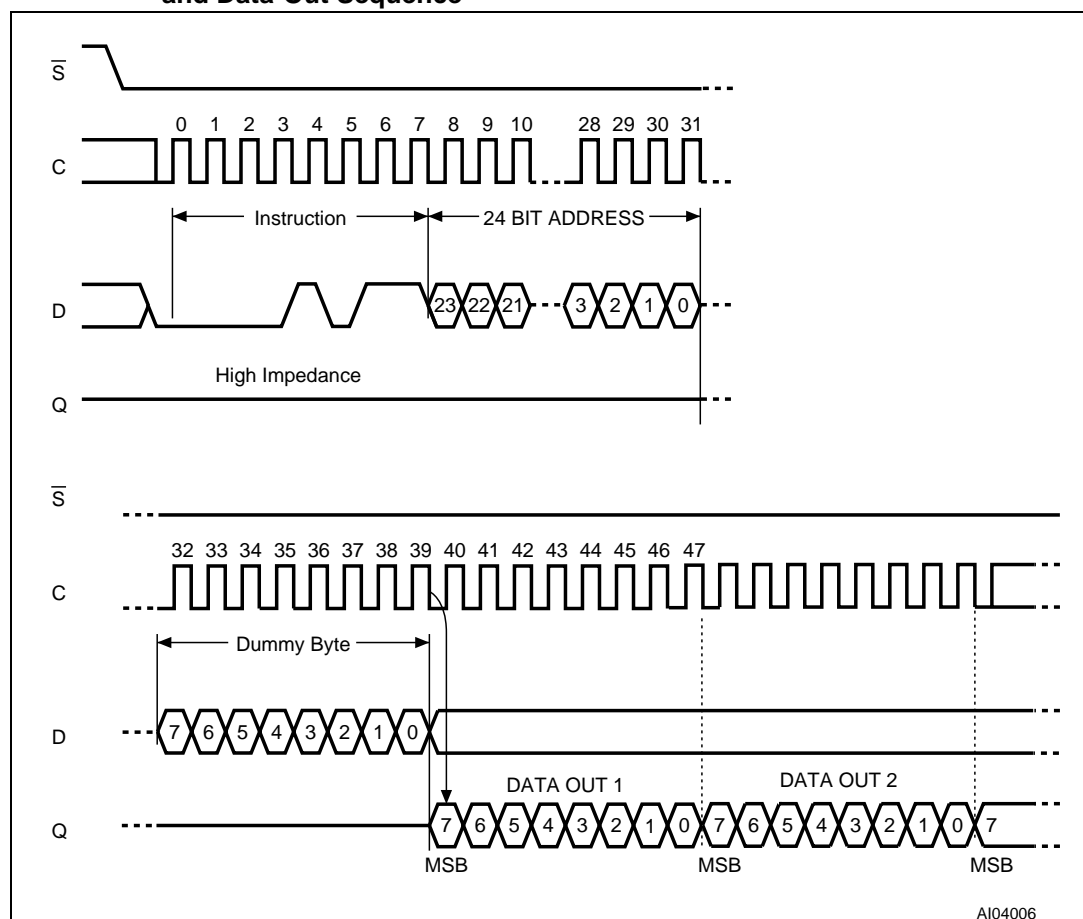 and Data-Out Sequence
S
0 1 2 3 4 5 6 7 8 9 10 28 29 30 31
C
Instruction 24 BIT ADDRESS
D 23 22 21 3 2 1 0
High Impedance
Q
S
32 33 34 35 36 37 38 39 40 41 42 43 44 45 46 47
C
Dummy Byte
D 7 6 5 4 3 2 1 0
DATA OUT 1 DATA OUT 2
Q 7 6 5 4 3 2 1 0 7 6 5 4 3 2 1 0 7
MSB MSB MSB
AI04006